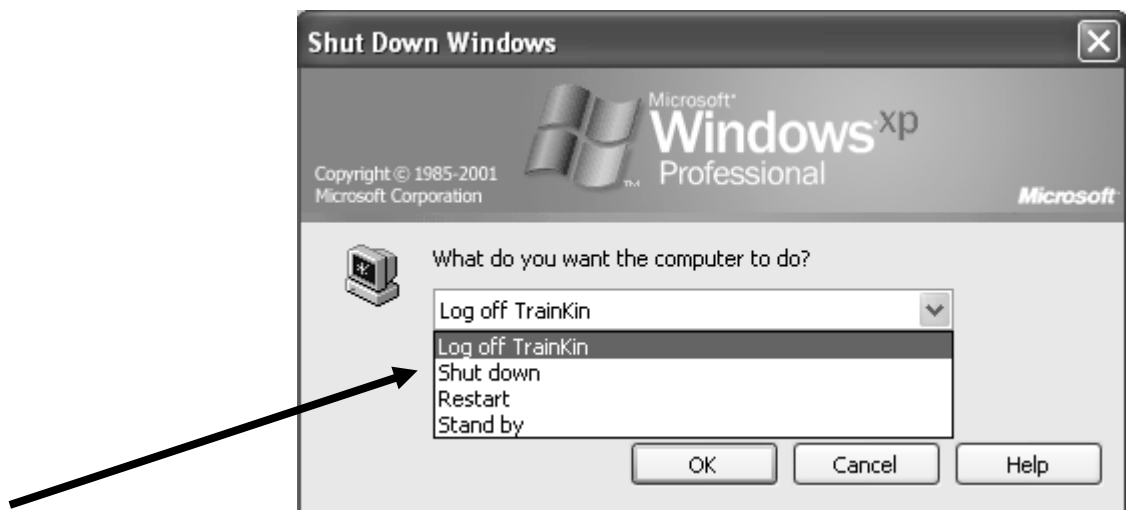 Shut Down Windows
Microsoft
Windows xp
Professional
TM
Copyright © 1985-2001
Microsoft Corporation
Microsoft
What do you want the computer to do?
Log off TrainKin
Log off TrainKin
Shut down
Restart
Stand by
OK Cancel Help